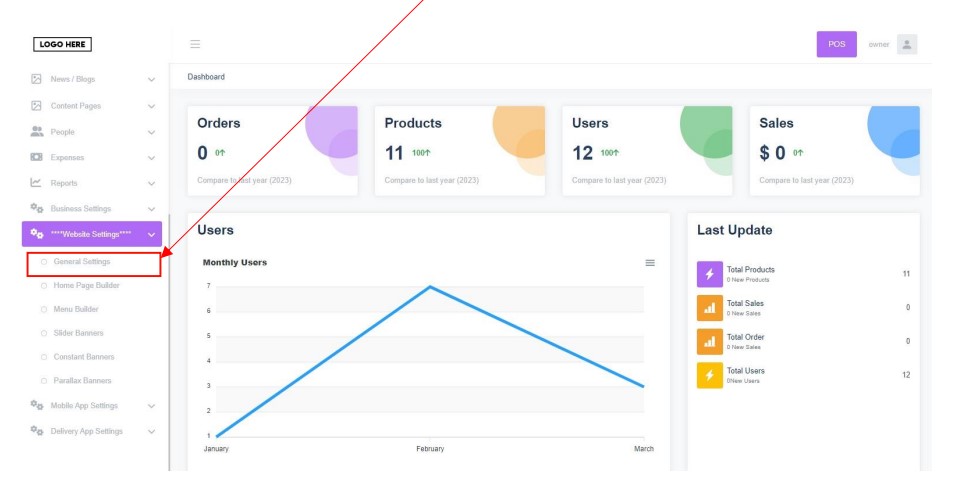 LOGO HERE
POS
owner
News / Blogs
Content Pages
People
Expenses
Reports
Business Settings
****Website Settings****
General Settings
Home Page Builder
Menu Builder
Slider Banners
Constant Banners
Parallax Banners
Mobile App Settings
Delivery App Settings
Dashboard
Orders
0 0↑
Compare to last year (2023)
Products
11 100↑
Compare to last year (2023)
Users
12 100↑
Compare to last year (2023)
Sales
$ 0 0↑
Compare to last year (2023)
Users
Monthly Users
7
6
5
4
3
2
1
January February March
Last Update
Total Products 11
0 New Products
Total Sales 0
0 New Sales
Total Order 0
0 New Sales
Total Users 12
0New Users